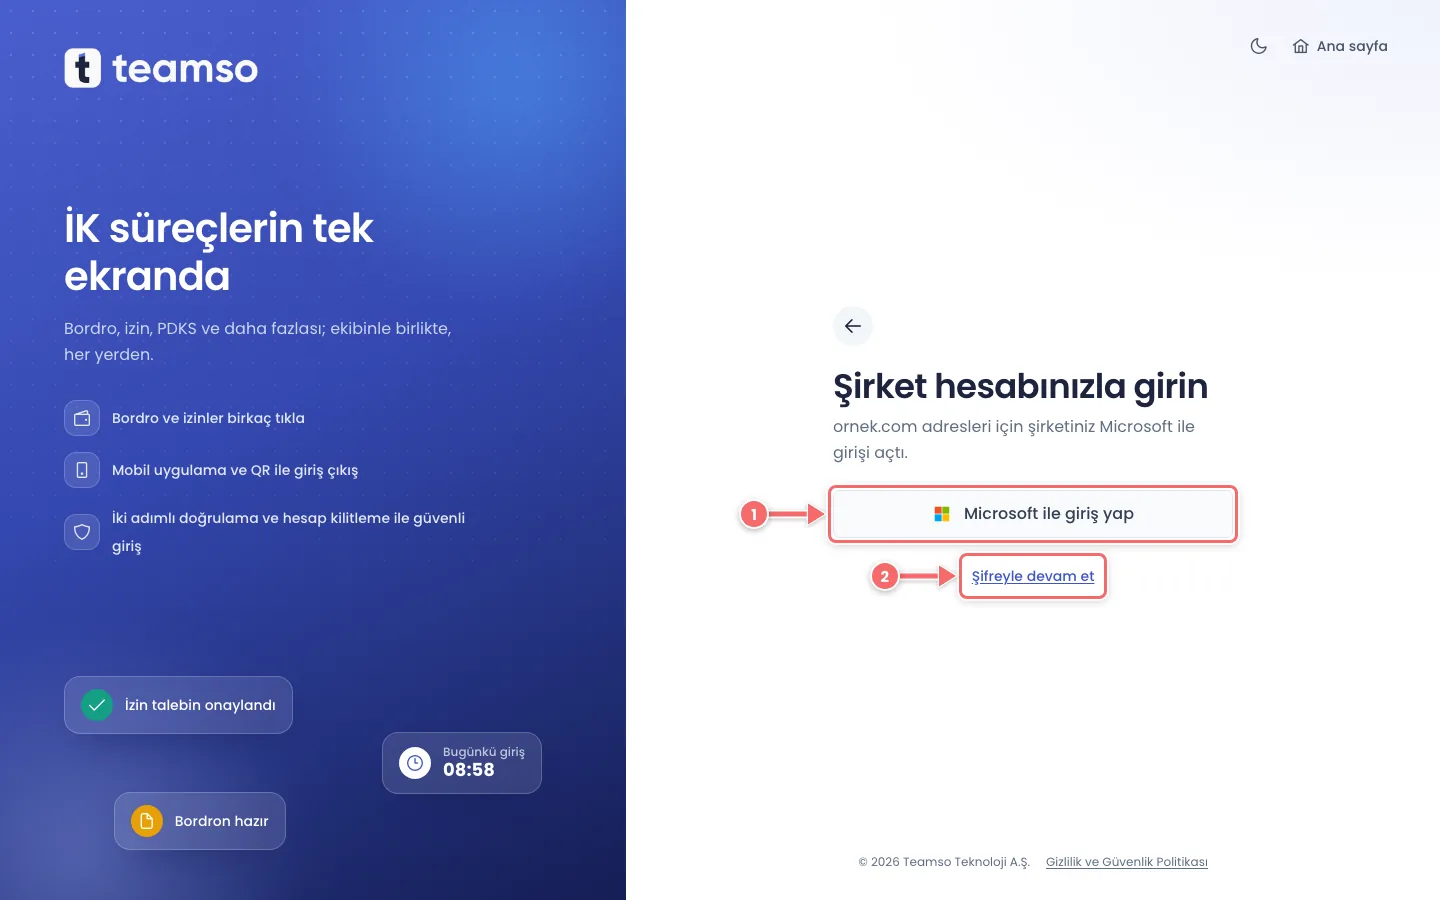 teamso
Ana sayfa
İK süreçlerin tek
ekranda
Bordro, izin, PDKS ve daha fazlası; ekibinle birlikte,
her yerden.
Bordro ve izinler birkaç tıkla
Mobil uygulama ve QR ile giriş çıkış
İki adımlı doğrulama ve hesap kilitleme ile güvenli
giriş
İzin talebin onaylandı
Bugünkü giriş
08:58
Bordron hazır
Şirket hesabınızla girin
ornek.com adresleri için şirketiniz Microsoft ile
girişi açtı.
1
Microsoft ile giriş yap
2
Şifreyle devam et
© 2026 Teamso Teknoloji A.Ş. Gizlilik ve Güvenlik Politikası